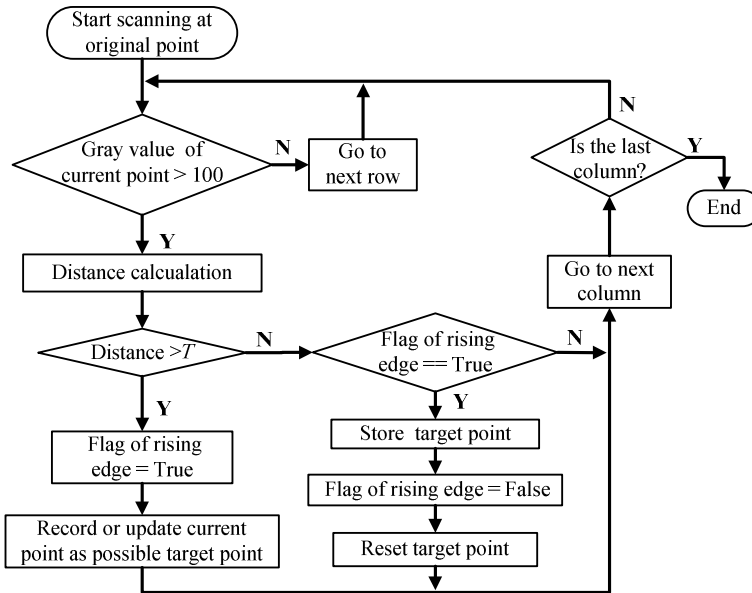 Start scanning at
original point
Gray value of
current point > 100
N
Go to
next row
N
Is the last
column?
Y
End
Y
Distance calcualation
Go to next
column
Distance >T
N
Flag of rising
edge == True
N
Y
Flag of rising
edge = True
Record or update current
point as possible target point
Y
Store target point
Flag of rising edge = False
Reset target point